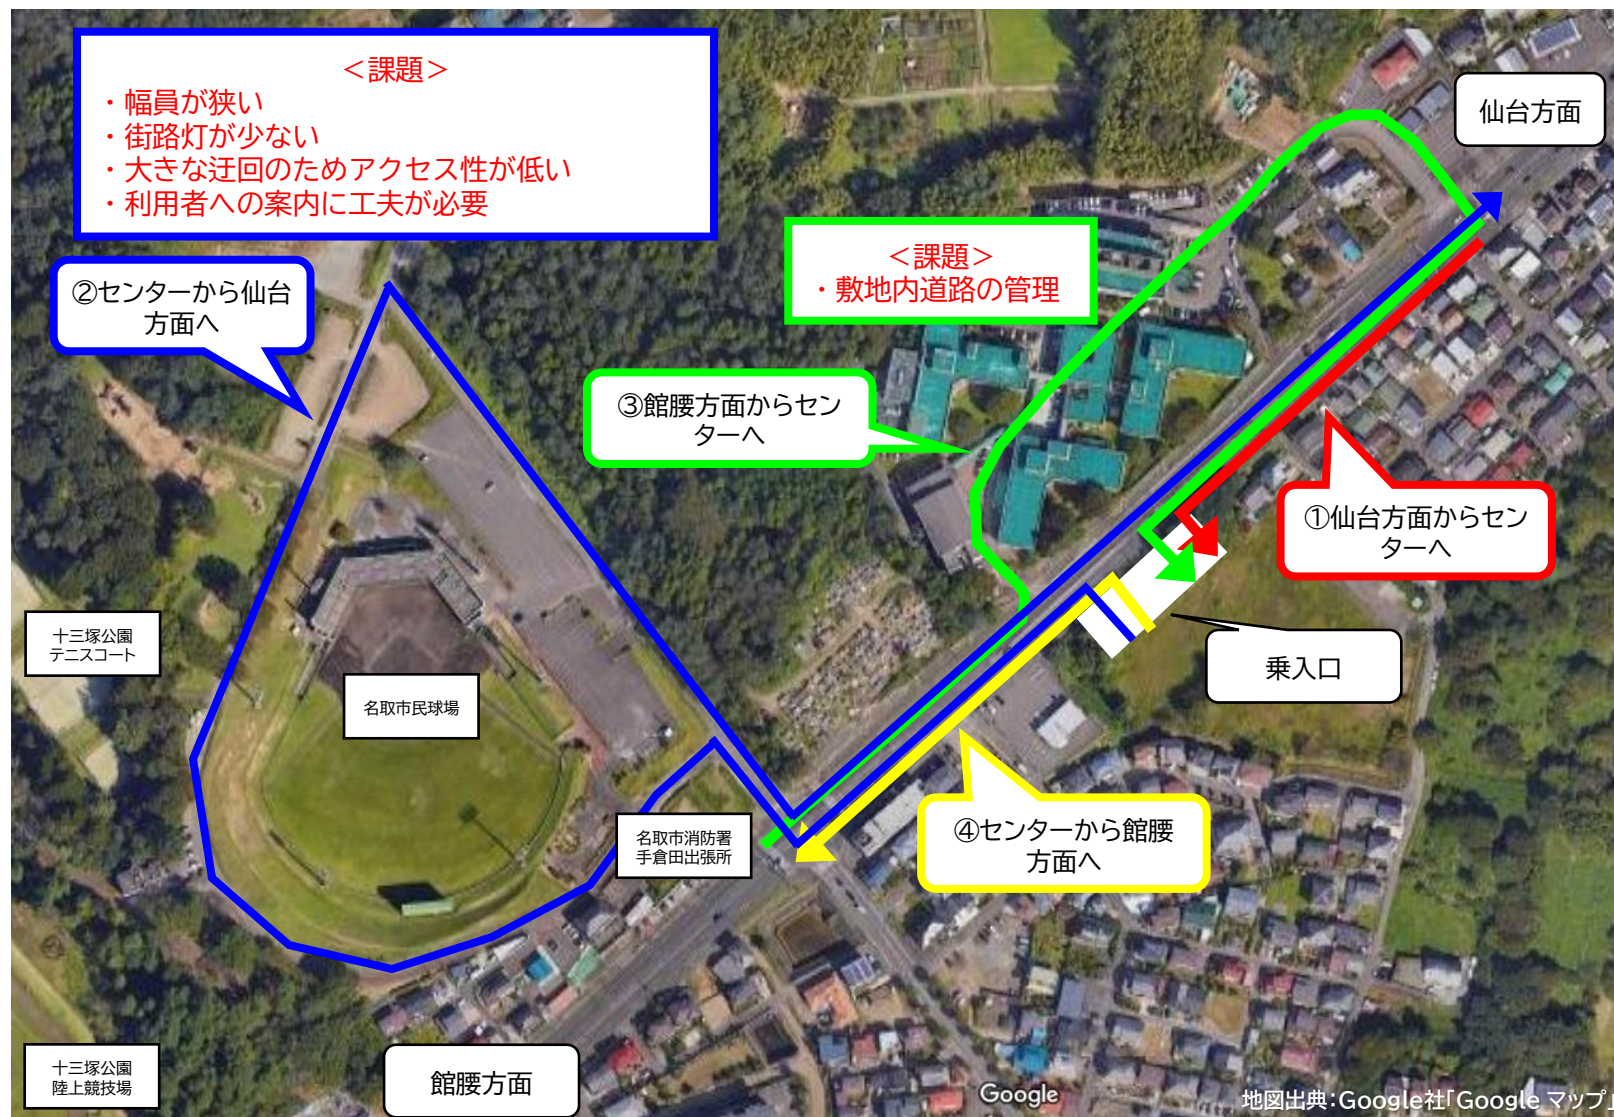 ＜課題＞
・幅員が狭い
・街路灯が少ない
・大きな迂回のためアクセス性が低い
・利用者への案内に工夫が必要
仙台方面
＜課題＞
・敷地内道路の管理
②センターから仙台
方面へ
③館腰方面からセン
ターへ
①仙台方面からセン
ターへ
十三塚公園
テニスコート
乗入口
名取市民球場
名取市消防署
手倉田出張所
④センターから館腰
方面へ
十三塚公園
陸上競技場
館腰方面
Google
地図出典：Google社「Google マップ」